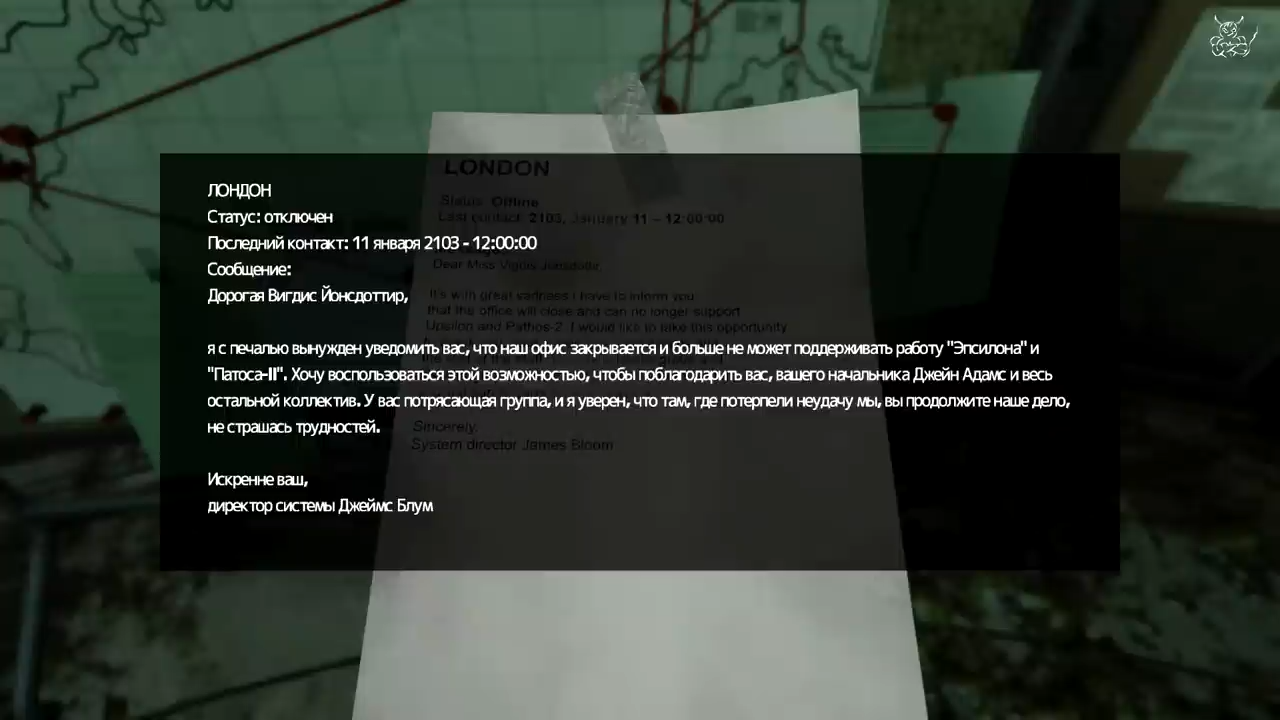 ЛОНДОН
Статус: отключен
Последний контакт: 11 января 2103 - 12:00:00
Сообщение:
Дорогая Вигдис Йонсдоттир,
я с печалью вынужден уведомить вас, что наш офис закрывается и больше не может поддерживать работу "Эпсилона" и
"Патоса-II". Хочу воспользоваться этой возможностью, чтобы поблагодарить вас, вашего начальника Джейн Адамс и весь
остальной коллектив. У вас потрясающая группа, и я уверен, что там, где потерпели неудачу мы, вы продолжите наше дело,
не страшась трудностей.
Искренне ваш,
директор системы Джеймс Блум
LONDON
Status: Offline
Last contact: 2103, January 11 – 12:00:00
Dear Miss Vigdis Jonsdottir,
It's with great sadness I have to inform you
that the office will close and can no longer support
Upsilon and Pathos-2. I would like to take this opportunity
Sincerely,
System director James Bloom